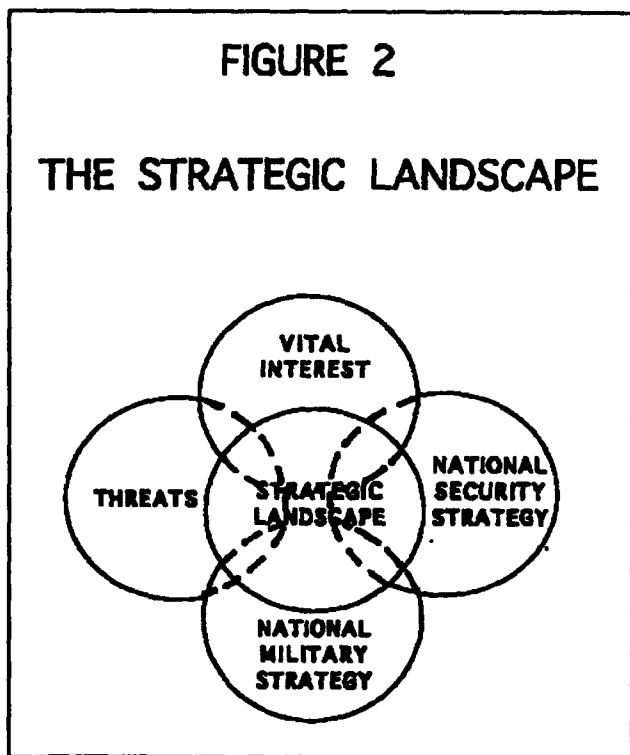 FIGURE 2
THE STRATEGIC LANDSCAPE
VITAL
INTEREST
THREATS
STRATEGIC
LANDSCAPE
NATIONAL
SECURITY
STRATEGY
NATIONAL
MILITARY
STRATEGY